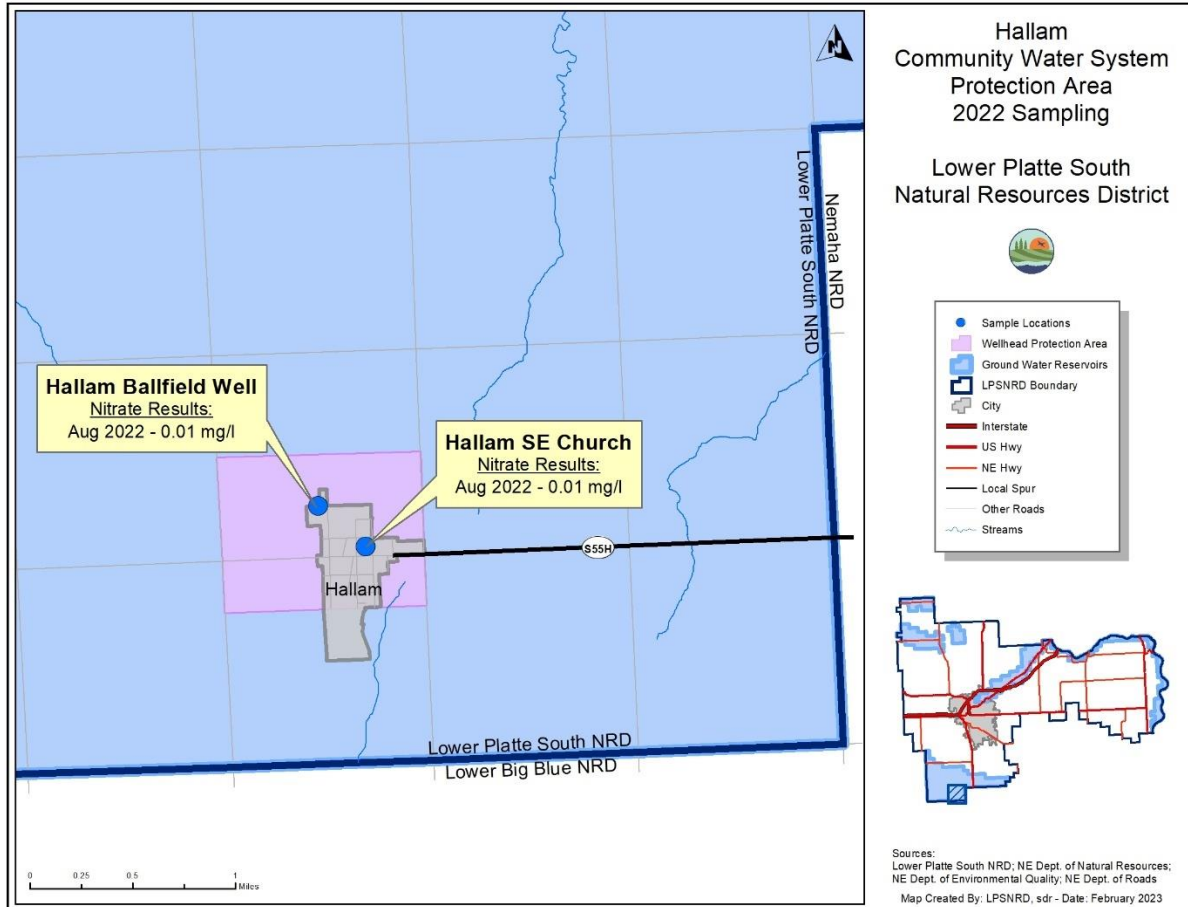 Hallam
Community Water System
Protection Area
2022 Sampling
Lower Platte South
Natural Resources District
N
Lower Platte South NRD
Nemaha NRD
Hallam Ballfield Well
Nitrate Results:
Aug 2022 - 0.01 mg/l
Hallam SE Church
Nitrate Results:
Aug 2022 - 0.01 mg/l
S55H
Hallam
Lower Platte South NRD
Lower Big Blue NRD
0 0.25 0.5 1
Miles
Sample Locations
Wellhead Protection Area
Ground Water Reservoirs
LPSNRD Boundary
City
Interstate
US Hwy
NE Hwy
Local Spur
Other Roads
Streams
Sources:
Lower Platte South NRD; NE Dept. of Natural Resources;
NE Dept. of Environmental Quality; NE Dept. of Roads
Map Created By: LPSNRD, sdr - Date: February 2023